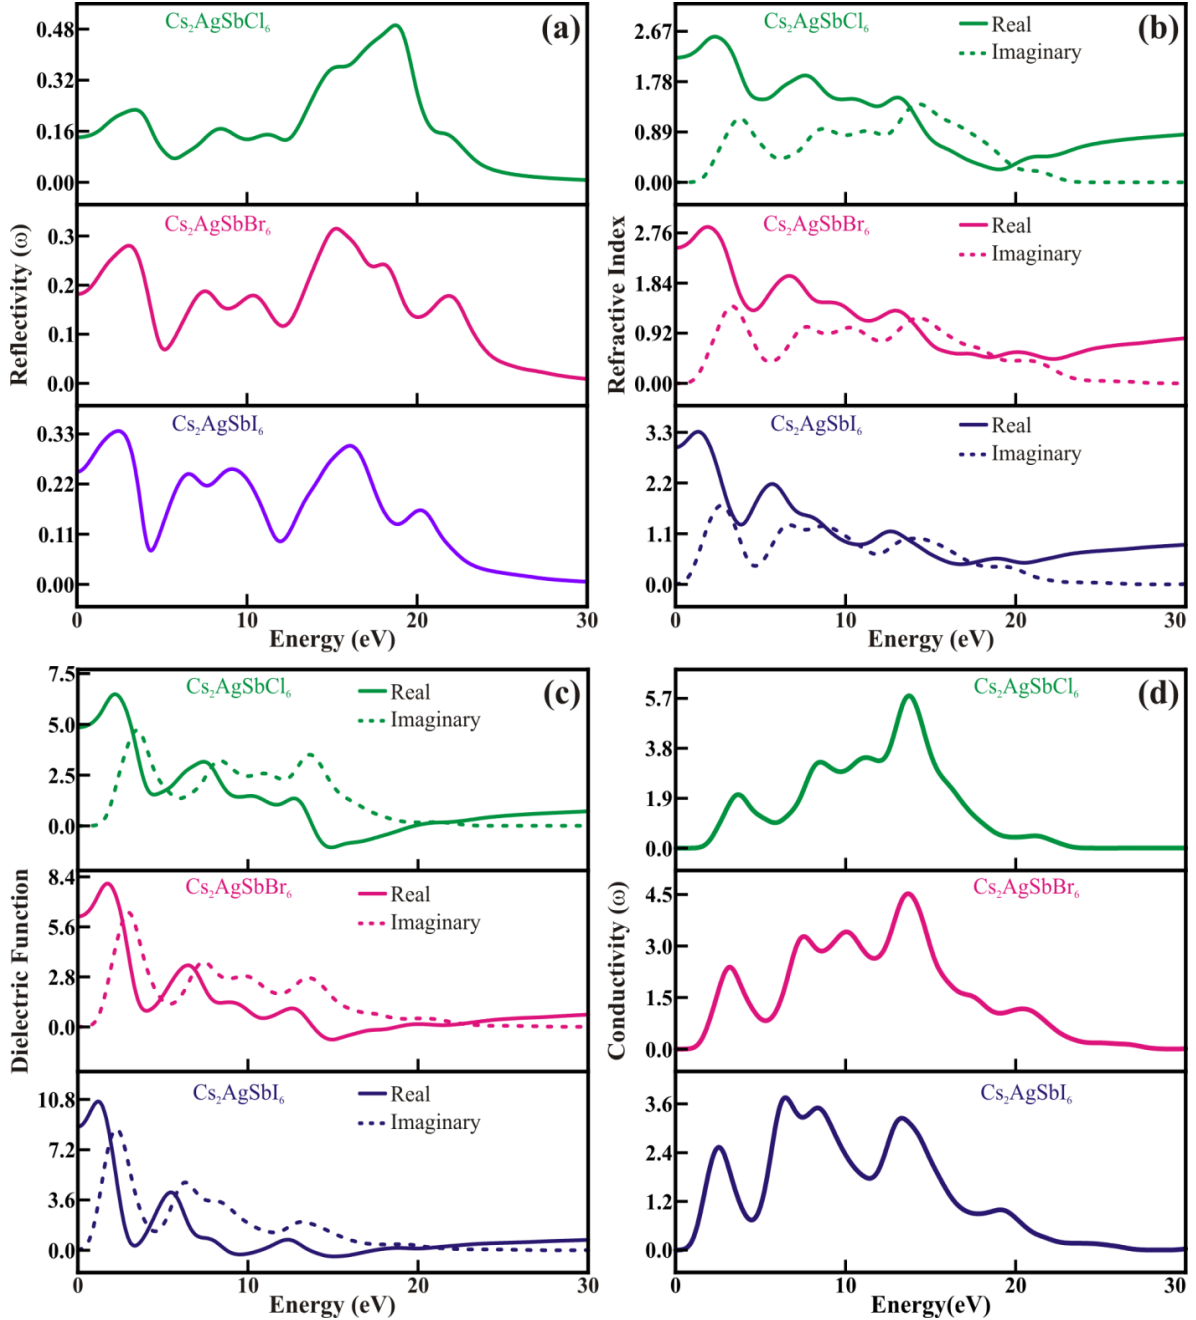 Cs₂AgSbCl₆
(a)
0.48
0.32
0.16
0.00
Cs₂AgSbBr₆
0.3
0.2
0.1
0.0
Cs₂AgSbI₆
0.33
0.22
0.11
0.00
Reflectivity (ω)
0 10 20 30
Energy (eV)
Cs₂AgSbCl₆
Real
Imaginary
(b)
2.67
1.78
0.89
0.00
Cs₂AgSbBr₆
Real
Imaginary
2.76
1.84
0.92
0.00
Cs₂AgSbI₆
Real
Imaginary
3.3
2.2
1.1
0.0
Refractive Index
0 10 20 30
Energy (eV)
Cs₂AgSbCl₆
Real
Imaginary
(c)
7.5
5.0
2.5
0.0
Cs₂AgSbBr₆
Real
Imaginary
8.4
5.6
2.8
0.0
Cs₂AgSbI₆
Real
Imaginary
10.8
7.2
3.6
0.0
Dielectric Function
0 10 20 30
Energy (eV)
Cs₂AgSbCl₆
(d)
5.7
3.8
1.9
0.0
Cs₂AgSbBr₆
4.5
3.0
1.5
0.0
Cs₂AgSbI₆
3.6
2.4
1.2
0.0
Conductivity (ω)
0 10 20 30
Energy(eV)